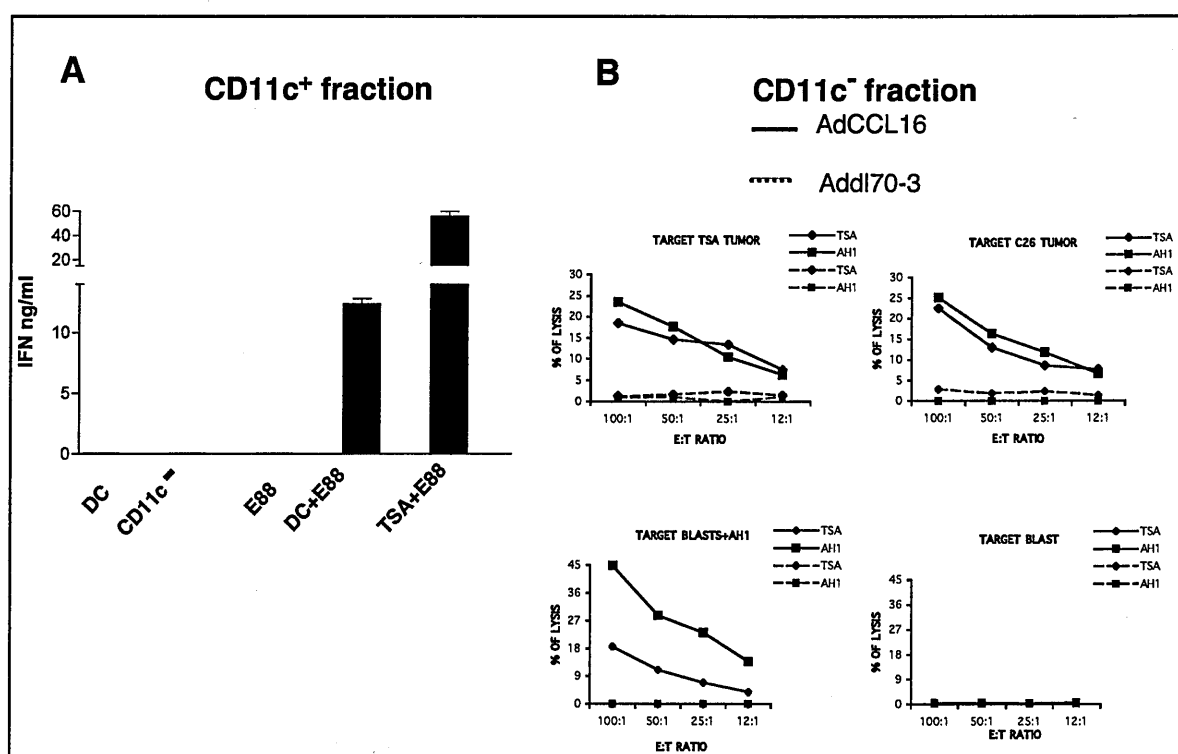 A
CD11c+ fraction
IFN ng/ml
60
40
20
10
5
0
DC
CD11c-
E88
DC+E88
TSA+E88
B
CD11c- fraction
AdCCL16
Addl70-3
TARGET TSA TUMOR
TSA
AH1
TSA
AH1
% OF LYSIS
30
25
20
15
10
5
0
100:1 50:1 25:1 12:1
E:T RATIO
TARGET C26 TUMOR
TSA
AH1
TSA
AH1
% OF LYSIS
30
25
20
15
10
5
0
100:1 50:1 25:1 12:1
E:T RATIO
TARGET BLASTS+AH1
TSA
AH1
TSA
AH1
% OF LYSIS
45
36
27
18
9
0
100:1 50:1 25:1 12:1
E:T RATIO
TARGET BLAST
TSA
AH1
TSA
AH1
% OF LYSIS
45
36
27
18
9
0
100:1 50:1 25:1 12:1
E:T RATIO